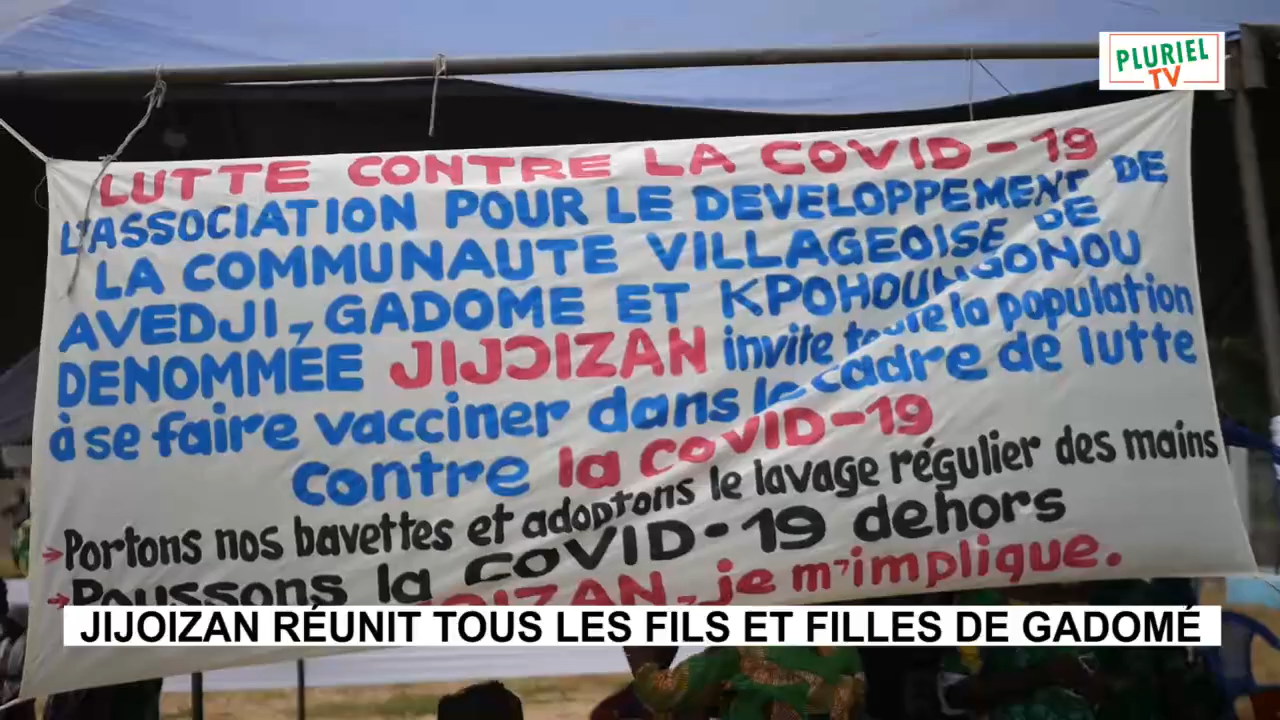 PLURIEL
TV
LUTTE CONTRE LA COVID-19
L'ASSOCIATION POUR LE DEVELOPPEMENT DE
LA COMMUNAUTE VILLAGEOISE DE
AVEDJI, GADOME ET KPOHOUNGONOU
DENOMMÉE JIJOIZAN invite toute la population
à se faire vacciner dans le cadre de lutte
contre la COVID-19
→Portons nos bavettes et adoptons le lavage régulier des mains
→Poussons la COVID-19 dehors
JIJOIZAN RÉUNIT TOUS LES FILS ET FILLES DE GADOMÉ
je m'implique.